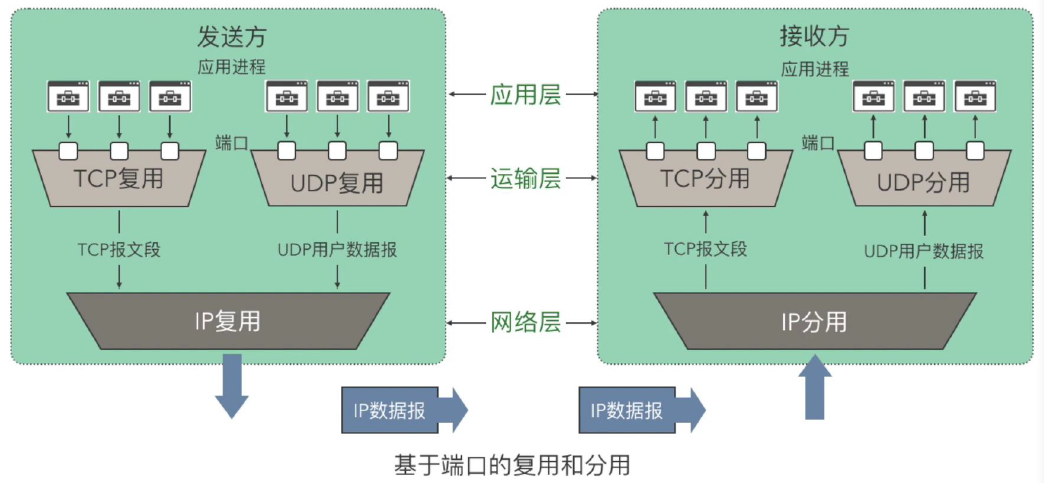 发送方
应用进程
端口
TCP复用
UDP复用
TCP报文段
UDP用户数据报
IP复用
应用层
运输层
网络层
接收方
应用进程
端口
TCP分用
UDP分用
TCP报文段
UDP用户数据报
IP分用
IP数据报
IP数据报
基于端口的复用和分用